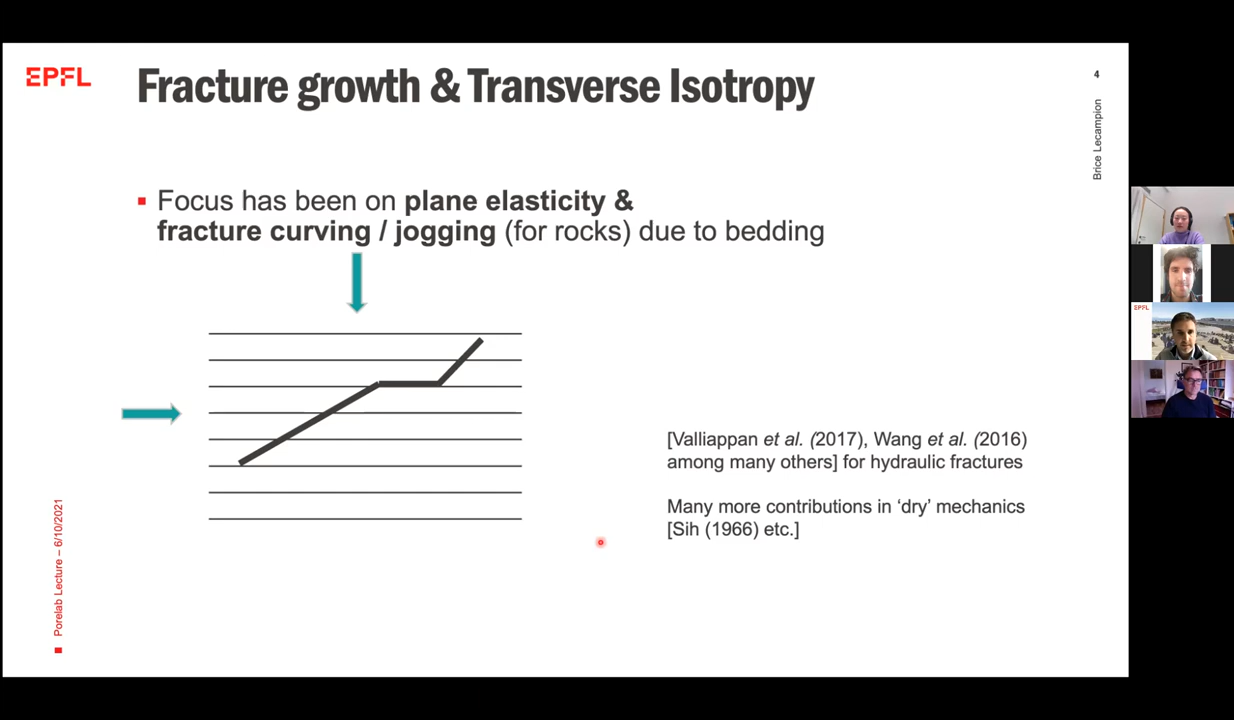 EPFL
Fracture growth & Transverse Isotropy
4
Brice Lecampion
▪ Focus has been on plane elasticity &
fracture curving / jogging (for rocks) due to bedding
[Valliappan et al. (2017), Wang et al. (2016)
among many others] for hydraulic fractures
Many more contributions in ‘dry’ mechanics
[Sih (1966) etc.]
Porelab Lecture – 6/10/2021
EPFL